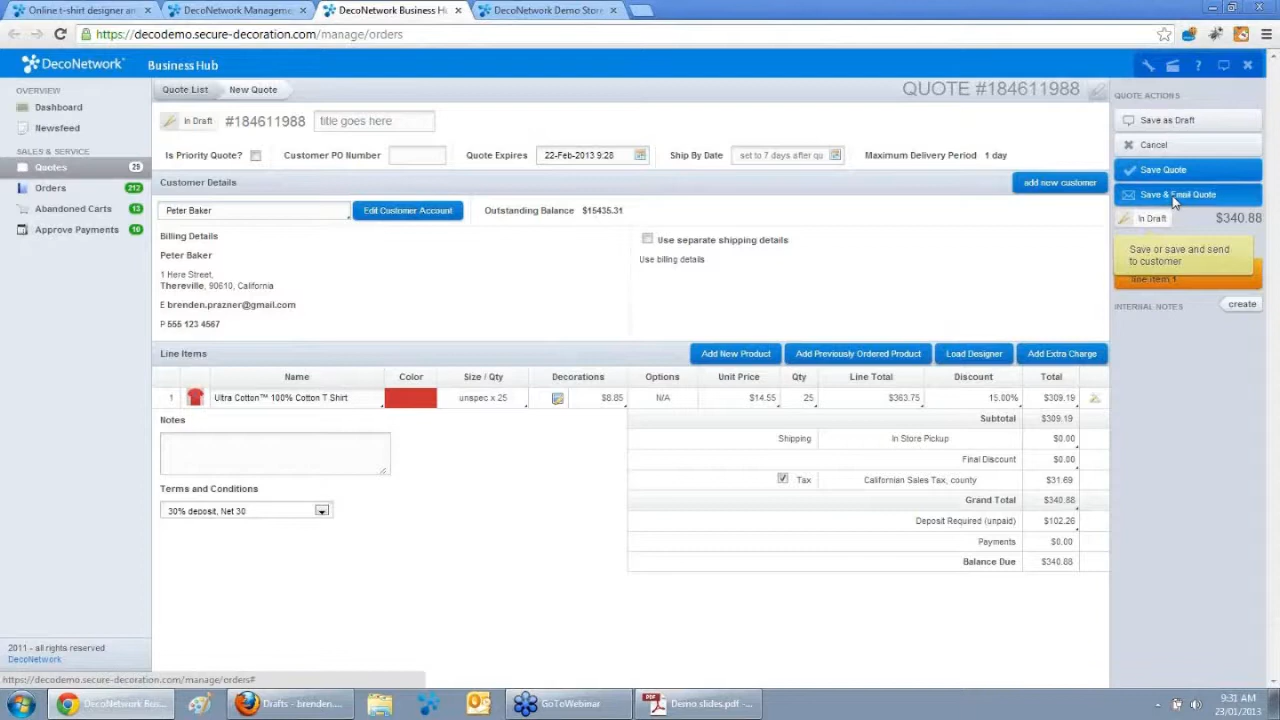 Online t-shirt designer an
DecoNetwork Managemen
DecoNetwork Business Hu
DecoNetwork Demo Store
https://decodemo.secure-decoration.com/manage/orders
DecoNetwork Business Hub
OVERVIEW
Dashboard
Newsfeed
SALES & SERVICE
Quotes 25
Orders 212
Abandoned Carts 13
Approve Payments 10
Quote List New Quote QUOTE #184611988
In Draft #184611988 title goes here
Is Priority Quote? Customer PO Number Quote Expires 22-Feb-2013 9:28 Ship By Date set to 7 days after qu Maximum Delivery Period 1 day
Customer Details add new customer
Peter Baker Edit Customer Account Outstanding Balance $15435.31
Billing Details Use separate shipping details
Peter Baker Use billing details
1 Here Street,
Thereville, 90610, California
E brenden.prazner@gmail.com
P 555 123 4567
Line Items Add New Product Add Previously Ordered Product Load Designer Add Extra Charge
Name Color Size / Qty Decorations Options Unit Price Qty Line Total Discount Total
1 Ultra Cotton™ 100% Cotton T Shirt unspec x 25 $8.85 N/A $14.55 25 $363.75 15.00% $309.19
Notes Subtotal $309.19
Shipping In Store Pickup $0.00
Final Discount $0.00
Tax Californian Sales Tax, county $31.69
Terms and Conditions Grand Total $340.88
30% deposit, Net 30 Deposit Required (unpaid) $102.26
Payments $0.00
Balance Due $340.88
QUOTE ACTIONS
Save as Draft
Cancel
Save Quote
Save & Email Quote
In Draft $340.88
Save or save and send
to customer
line item 1
INTERNAL NOTES create
2011 - all rights reserved
DecoNetwork
https://decodemo.secure-decoration.com/manage/orders#
DecoNetwork Bus...
Drafts - brenden...
GoToWebinar
Demo slides.pdf -...
9:31 AM
23/01/2013